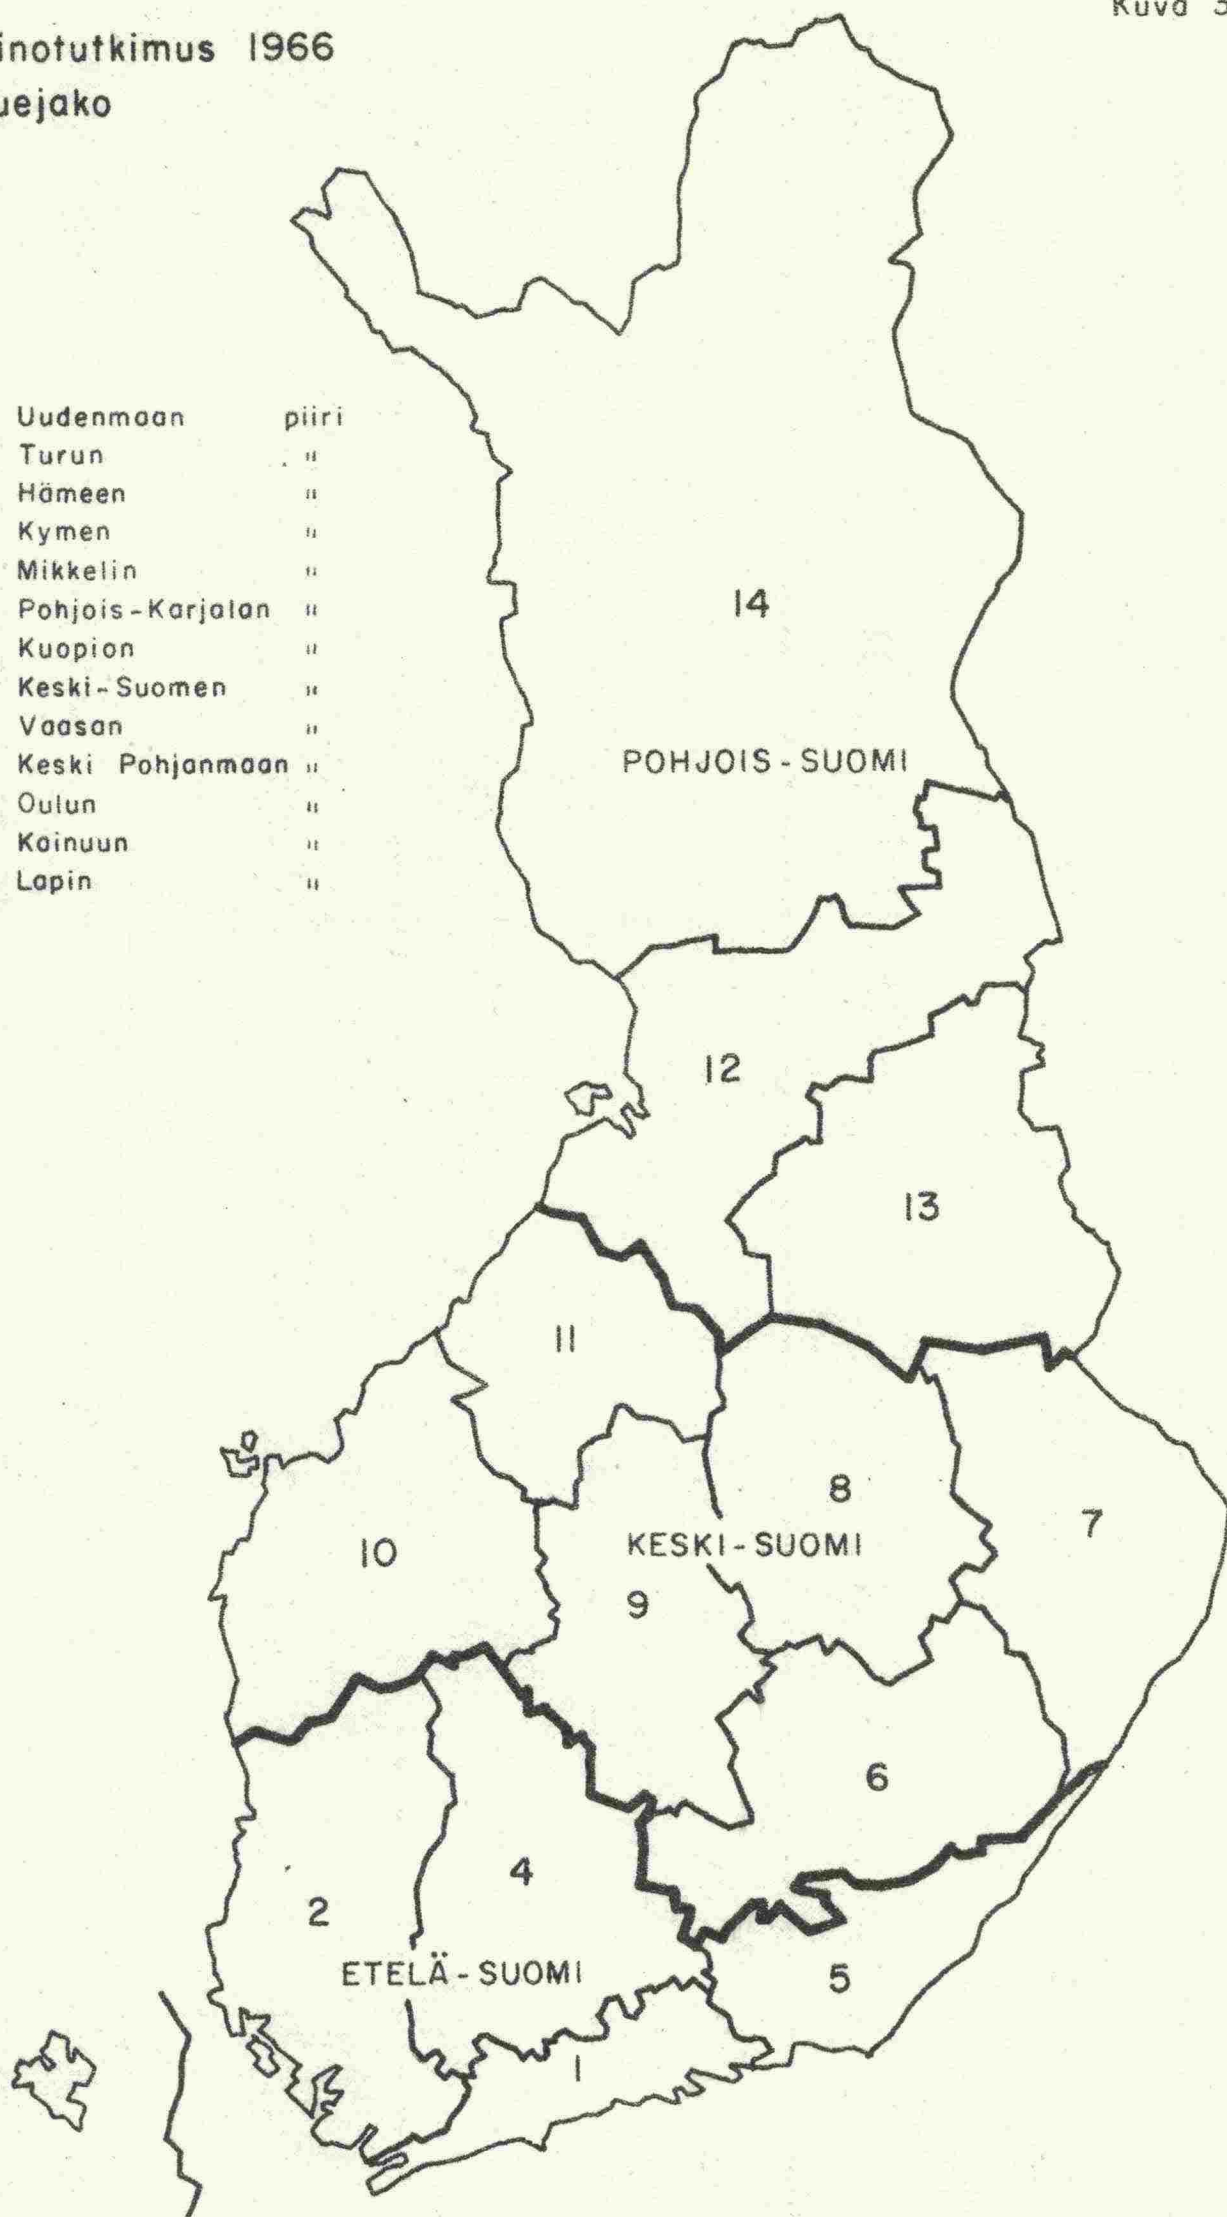 Kuva 3
inotutkimus 1966
uejako
Uudenmaan piiri
Turun "
Hämeen "
Kymen "
Mikkelin "
Pohjois-Karjalan "
Kuopion "
Keski-Suomen "
Vaasan "
Keski Pohjanmaan "
Oulun "
Kainuun "
Lapin "
14
POHJOIS-SUOMI
12
13
11
8
7
10
KESKI-SUOMI
9
6
4
2
ETELÄ-SUOMI
5
1